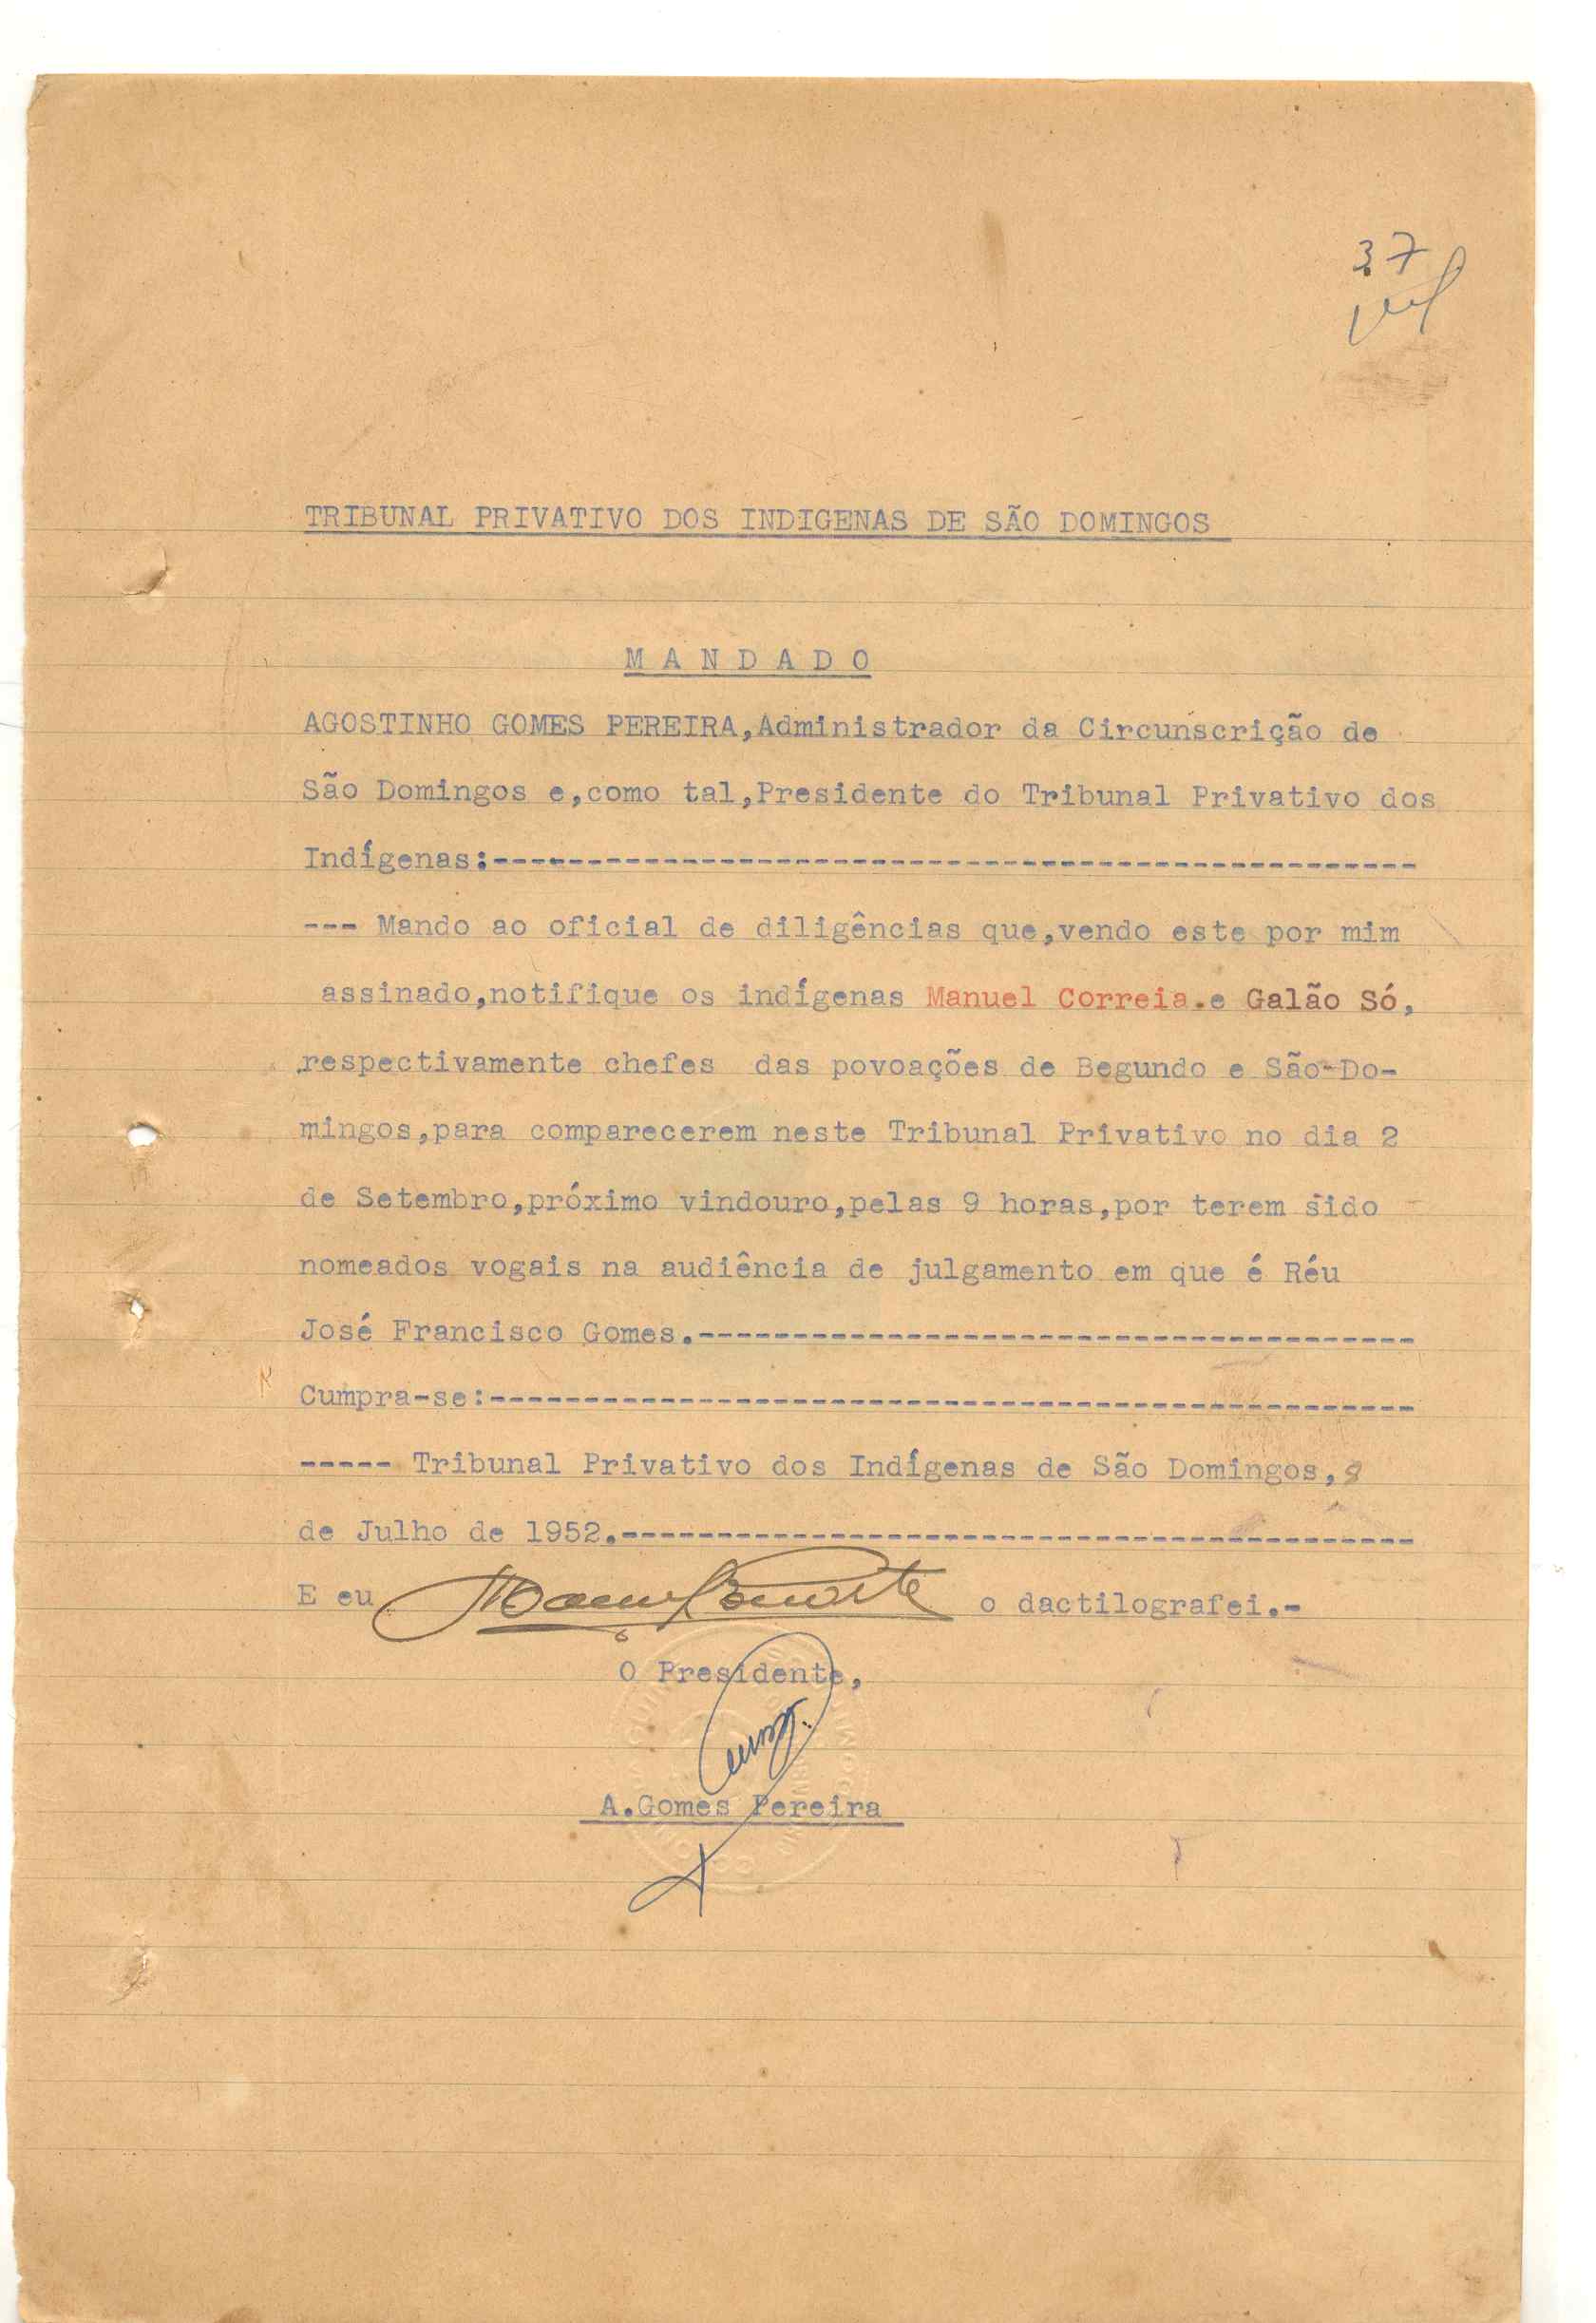 37
TRIBUNAL PRIVATIVO DOS INDIGENAS DE SÃO DOMINGOS
M A N D A D O
AGOSTINHO GOMES PEREIRA,Administrador da Circunscrição de
São Domingos e,como tal,Presidente do Tribunal Privativo dos
Indígenas:-------------------------------------------------
--- Mando ao oficial de diligências que,vendo este por mim
assinado,notifique os indígenas Manuel Correia.e Galão Só,
respectivamente chefes das povoações de Begundo e São-Do-
mingos,para comparecerem neste Tribunal Privativo no dia 2
de Setembro,próximo vindouro,pelas 9 horas,por terem sido
nomeados vogais na audiência de julgamento em que é Réu
José Francisco Gomes.--------------------------------------
Cumpra-se:-------------------------------------------------
----- Tribunal Privativo dos Indígenas de São Domingos,8
de Julho de 1952.------------------------------------------
E eu o dactilografei.-
O Presidente,
A.Gomes Pereira